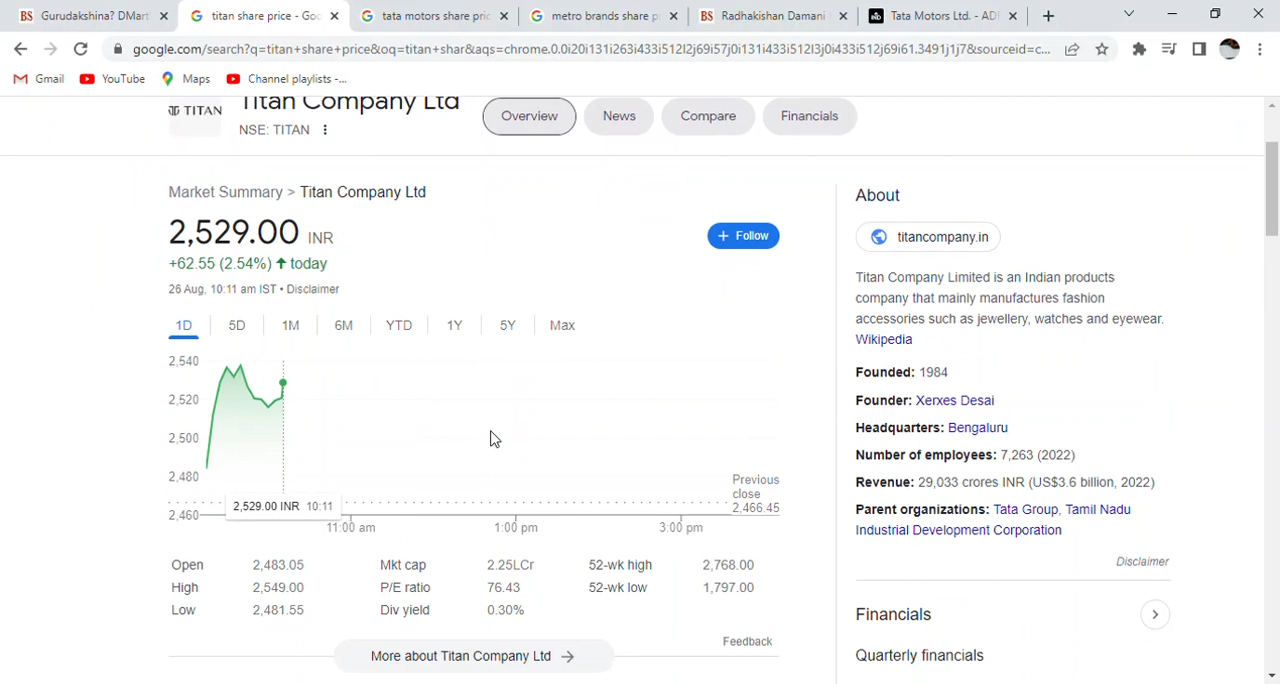 Gurudakshina? DMart
titan share price - Goo
tata motors share pric
metro brands share p
BS Radhakishan Damani
Tata Motors Ltd. - ADI
google.com/search?q=titan+share+price&oq=titan+shar&aqs=chrome.0.0i20i131i263i433i512l2j69i57j0i131i433i512l3j0i433i512j69i61.3491j1j7&sourceid=c...
Gmail YouTube Maps Channel playlists -...
TITAN
Titan Company Ltd
NSE: TITAN
Overview News Compare Financials
Market Summary > Titan Company Ltd
2,529.00 INR
+ Follow
+62.55 (2.54%) ↑ today
26 Aug, 10:11 am IST • Disclaimer
1D 5D 1M 6M YTD 1Y 5Y Max
2,540
2,520
2,500
2,480
2,460
Previous
close
2,466.45
2,529.00 INR 10:11
11:00 am 1:00 pm 3:00 pm
Open 2,483.05 Mkt cap 2.25LCr 52-wk high 2,768.00
High 2,549.00 P/E ratio 76.43 52-wk low 1,797.00
Low 2,481.55 Div yield 0.30%
Feedback
More about Titan Company Ltd →
About
titancompany.in
Titan Company Limited is an Indian products
company that mainly manufactures fashion
accessories such as jewellery, watches and eyewear.
Wikipedia
Founded: 1984
Founder: Xerxes Desai
Headquarters: Bengaluru
Number of employees: 7,263 (2022)
Revenue: 29,033 crores INR (US$3.6 billion, 2022)
Parent organizations: Tata Group, Tamil Nadu
Industrial Development Corporation
Disclaimer
Financials
Quarterly financials